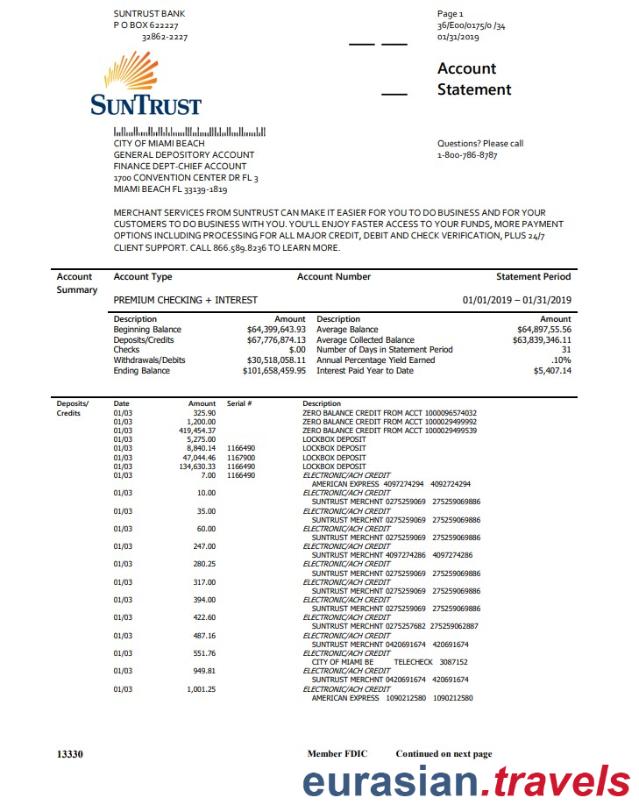 SUNTRUST BANK
P O BOX 622227
32862-2227
Page 1
36/E00/0175/0 /34
01/31/2019
Account
Statement
SUNTRUST
CITY OF MIAMI BEACH
GENERAL DEPOSITORY ACCOUNT
FINANCE DEPT-CHIEF ACCOUNT
1700 CONVENTION CENTER DR FL 3
MIAMI BEACH FL 33139-1819
Questions? Please call
1-800-786-8787
MERCHANT SERVICES FROM SUNTRUST CAN MAKE IT EASIER FOR YOU TO DO BUSINESS AND FOR YOUR
CUSTOMERS TO DO BUSINESS WITH YOU. YOU'LL ENJOY FASTER ACCESS TO YOUR FUNDS, MORE PAYMENT
OPTIONS INCLUDING PROCESSING FOR ALL MAJOR CREDIT, DEBIT AND CHECK VERIFICATION, PLUS 24/7
CLIENT SUPPORT. CALL 866.589.8236 TO LEARN MORE.
Account Summary
Account Type Account Number Statement Period
PREMIUM CHECKING + INTEREST 01/01/2019 – 01/31/2019
Description Amount Description Amount
Beginning Balance $64,399,643.93 Average Balance $64,897,55.56
Deposits/Credits $67,776,874.13 Average Collected Balance $63,839,346.11
Checks $.00 Number of Days in Statement Period 31
Withdrawals/Debits $30,518,058.11 Annual Percentage Yield Earned .10%
Ending Balance $101,658,459.95 Interest Paid Year to Date $5,407.14
Deposits/ Credits
Date Amount Serial # Description
01/03 325.90 ZERO BALANCE CREDIT FROM ACCT 1000096574032
01/03 1,200.00 ZERO BALANCE CREDIT FROM ACCT 1000029499992
01/03 419,454.37 ZERO BALANCE CREDIT FROM ACCT 1000029499539
01/03 5,275.00 LOCKBOX DEPOSIT
01/03 8,840.14 1166490 LOCKBOX DEPOSIT
01/03 47,044.46 1167900 LOCKBOX DEPOSIT
01/03 134,630.33 1166490 LOCKBOX DEPOSIT
01/03 7.00 1166490 ELECTRONIC/ACH CREDIT
AMERICAN EXPRESS 4097274294 4092724294
01/03 10.00 ELECTRONIC/ACH CREDIT
SUNTRUST MERCHNT 0275259069 275259069886
01/03 35.00 ELECTRONIC/ACH CREDIT
SUNTRUST MERCHNT 0275259069 275259069886
01/03 60.00 ELECTRONIC/ACH CREDIT
SUNTRUST MERCHNT 0275259069 275259069886
01/03 247.00 ELECTRONIC/ACH CREDIT
SUNTRUST MERCHNT 4097274286 4097274286
01/03 280.25 ELECTRONIC/ACH CREDIT
SUNTRUST MERCHNT 0275259069 275259069886
01/03 317.00 ELECTRONIC/ACH CREDIT
SUNTRUST MERCHNT 0275259069 275259069886
01/03 394.00 ELECTRONIC/ACH CREDIT
SUNTRUST MERCHNT 0275259069 275259069886
01/03 422.60 ELECTRONIC/ACH CREDIT
SUNTRUST MERCHNT 0275257682 275259062887
01/03 487.16 ELECTRONIC/ACH CREDIT
SUNTRUST MERCHNT 0420691674 420691674
01/03 551.76 ELECTRONIC/ACH CREDIT
CITY OF MIAMI BE TELECHECK 3087152
01/03 949.81 ELECTRONIC/ACH CREDIT
SUNTRUST MERCHNT 0420691674 420691674
01/03 1,001.25 ELECTRONIC/ACH CREDIT
AMERICAN EXPRESS 1090212580 1090212580
13330 Member FDIC Continued on next page
eurasian.travels